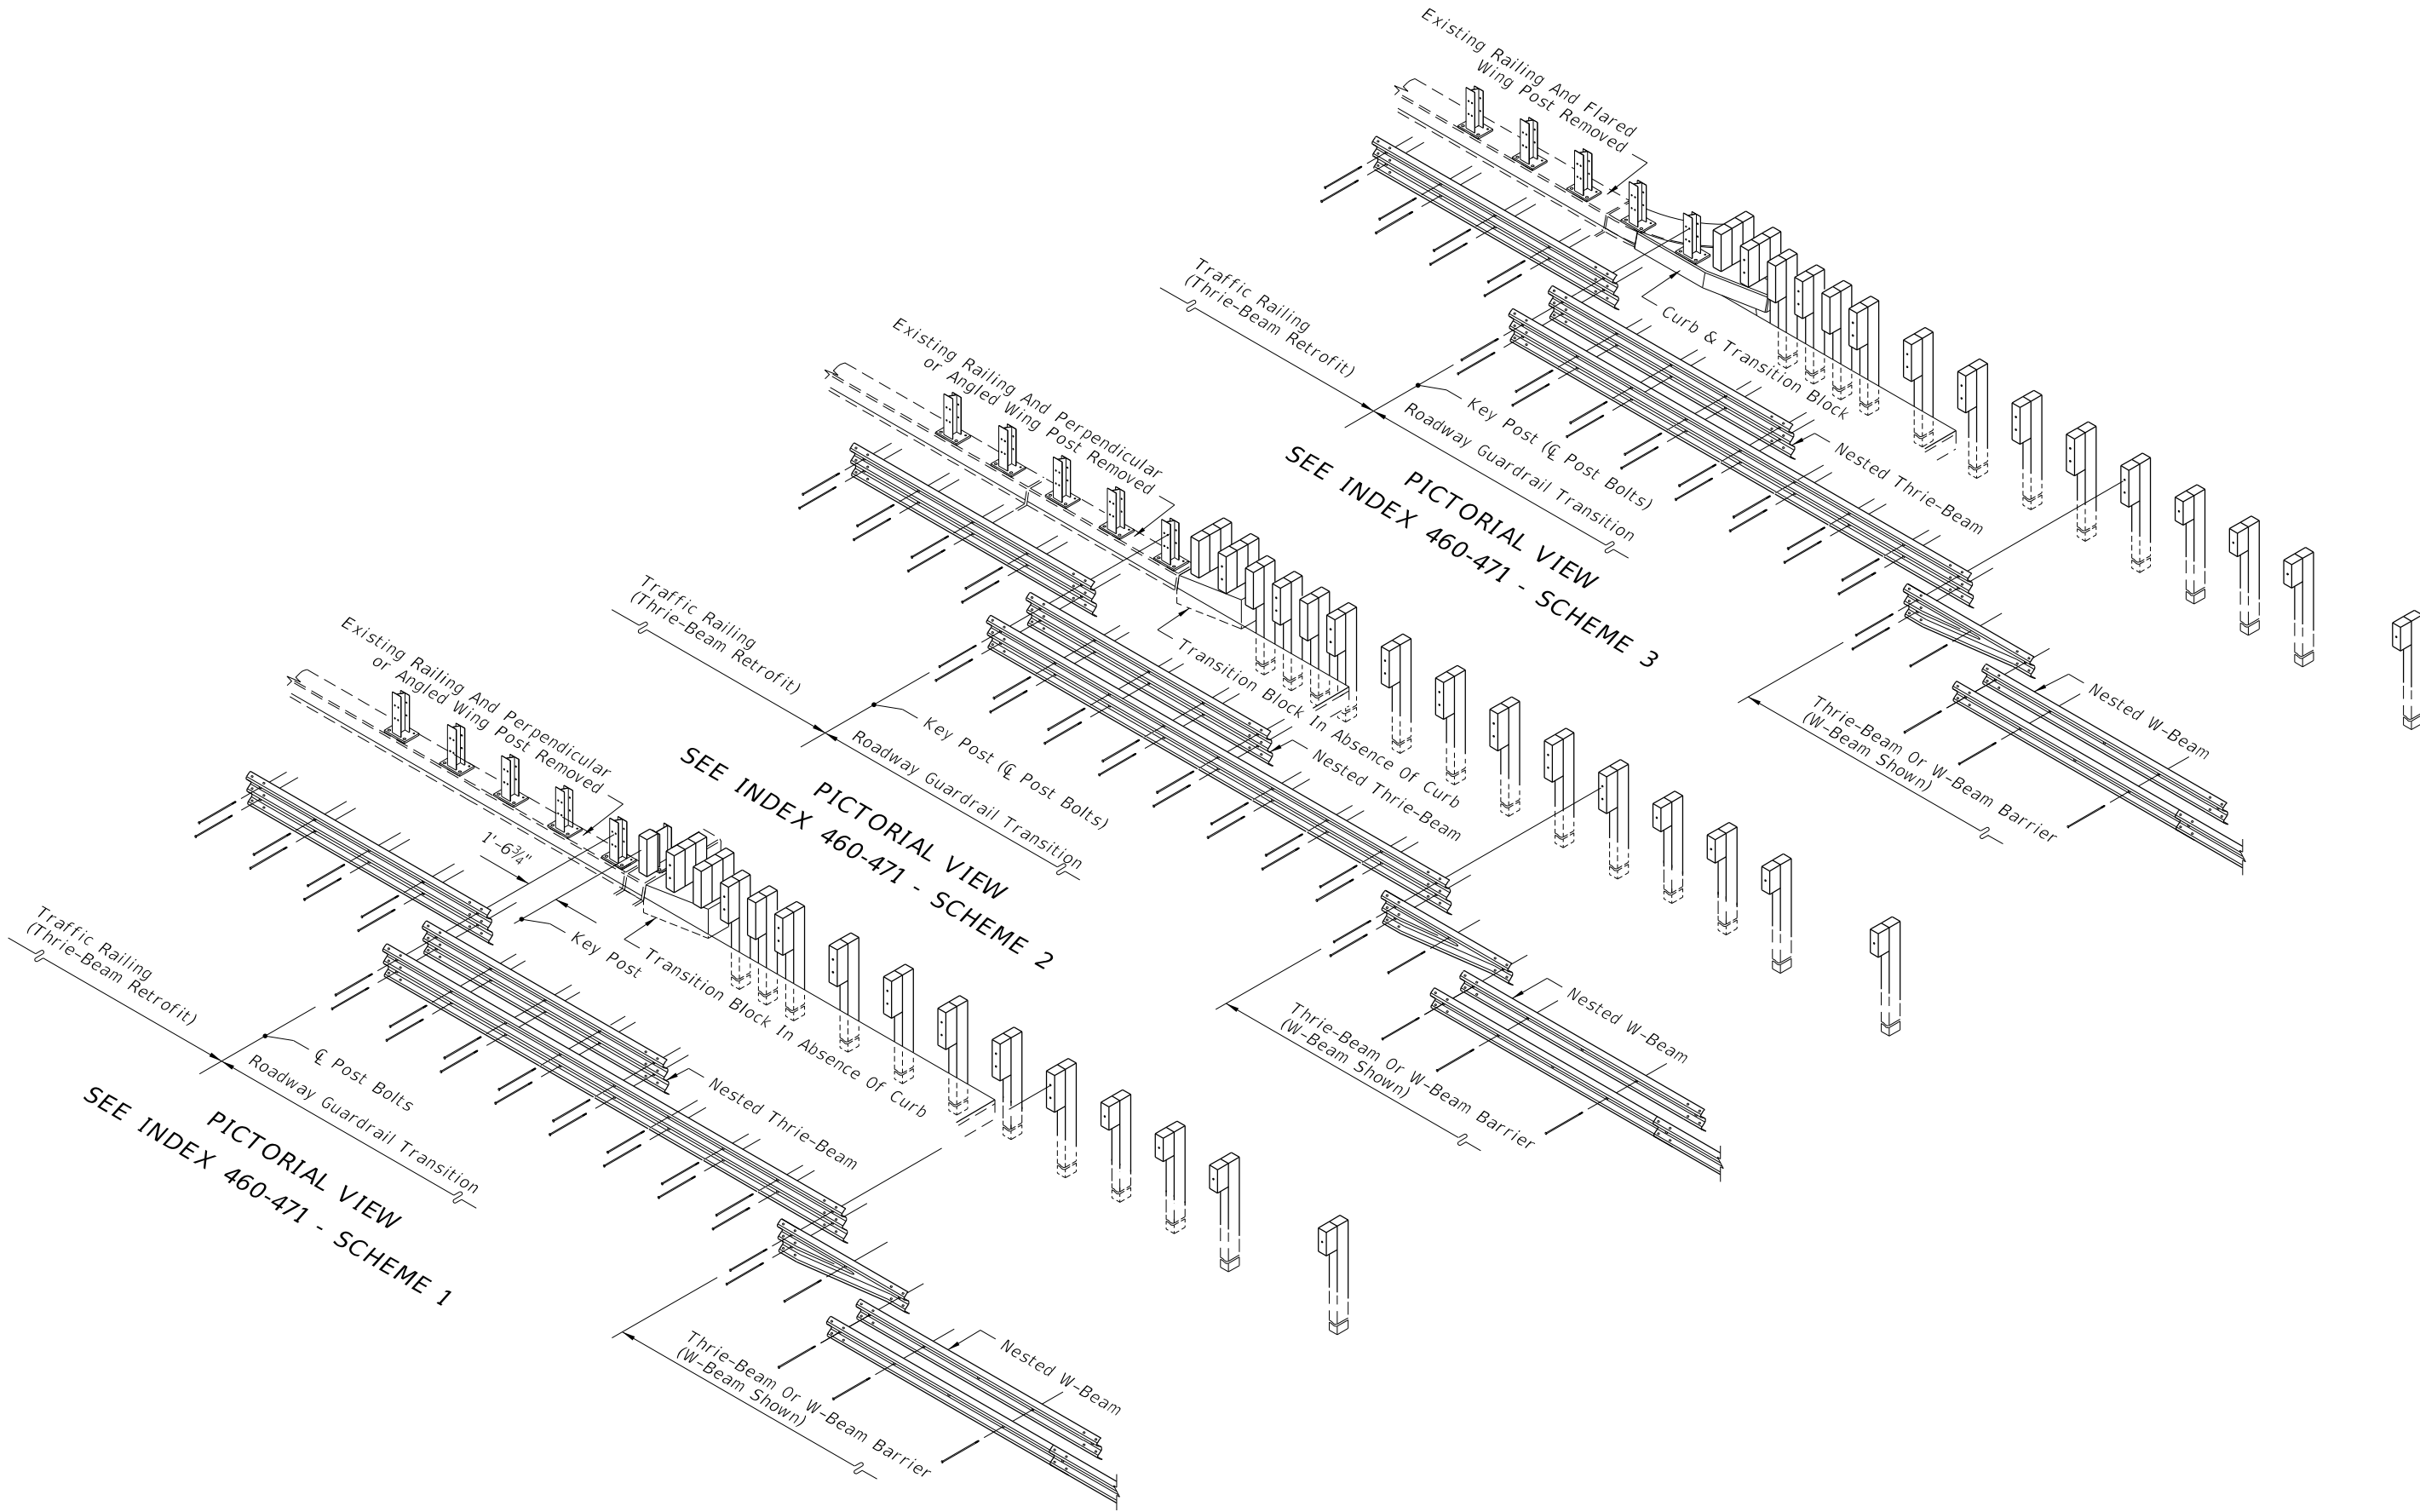 Existing Railing And Flared
Wing Post Removed
Traffic Railing
(Thrie-Beam Retrofit)
Curb & Transition Block
Key Post (℄ Post Bolts)
Roadway Guardrail Transition
Nested Thrie-Beam
PICTORIAL VIEW
SEE INDEX 460-471 - SCHEME 3
Nested W-Beam
Thrie-Beam Or W-Beam Barrier
(W-Beam Shown)
Existing Railing And Perpendicular
or Angled Wing Post Removed
Traffic Railing
(Thrie-Beam Retrofit)
Transition Block In Absence Of Curb
Key Post (℄ Post Bolts)
Roadway Guardrail Transition
Nested Thrie-Beam
PICTORIAL VIEW
SEE INDEX 460-471 - SCHEME 2
Nested W-Beam
Thrie-Beam Or W-Beam Barrier
(W-Beam Shown)
Existing Railing And Perpendicular
or Angled Wing Post Removed
1'-6¾"
Traffic Railing
(Thrie-Beam Retrofit)
Key Post
Transition Block In Absence Of Curb
℄ Post Bolts
Roadway Guardrail Transition
Nested Thrie-Beam
PICTORIAL VIEW
SEE INDEX 460-471 - SCHEME 1
Nested W-Beam
Thrie-Beam Or W-Beam Barrier
(W-Beam Shown)